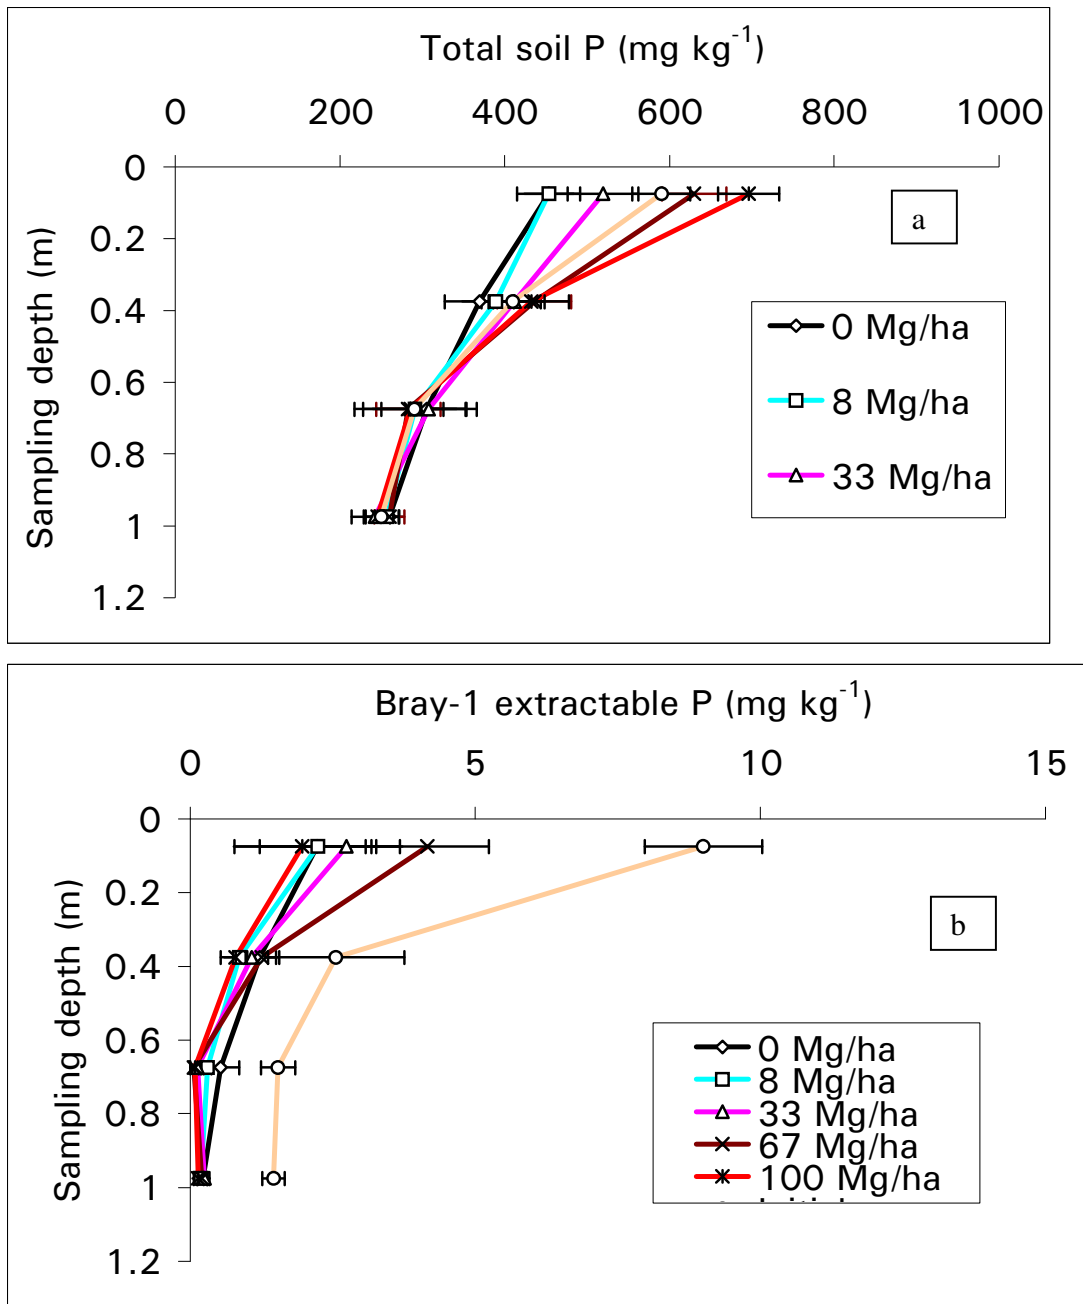 Total soil P (mg kg-1)
0 200 400 600 800 1000
0
0.2
0.4
0.6
0.8
1
1.2
Sampling depth (m)
a
0 Mg/ha
8 Mg/ha
33 Mg/ha
Bray-1 extractable P (mg kg-1)
0 5 10 15
0
0.2
0.4
0.6
0.8
1
1.2
Sampling depth (m)
b
0 Mg/ha
8 Mg/ha
33 Mg/ha
67 Mg/ha
100 Mg/ha